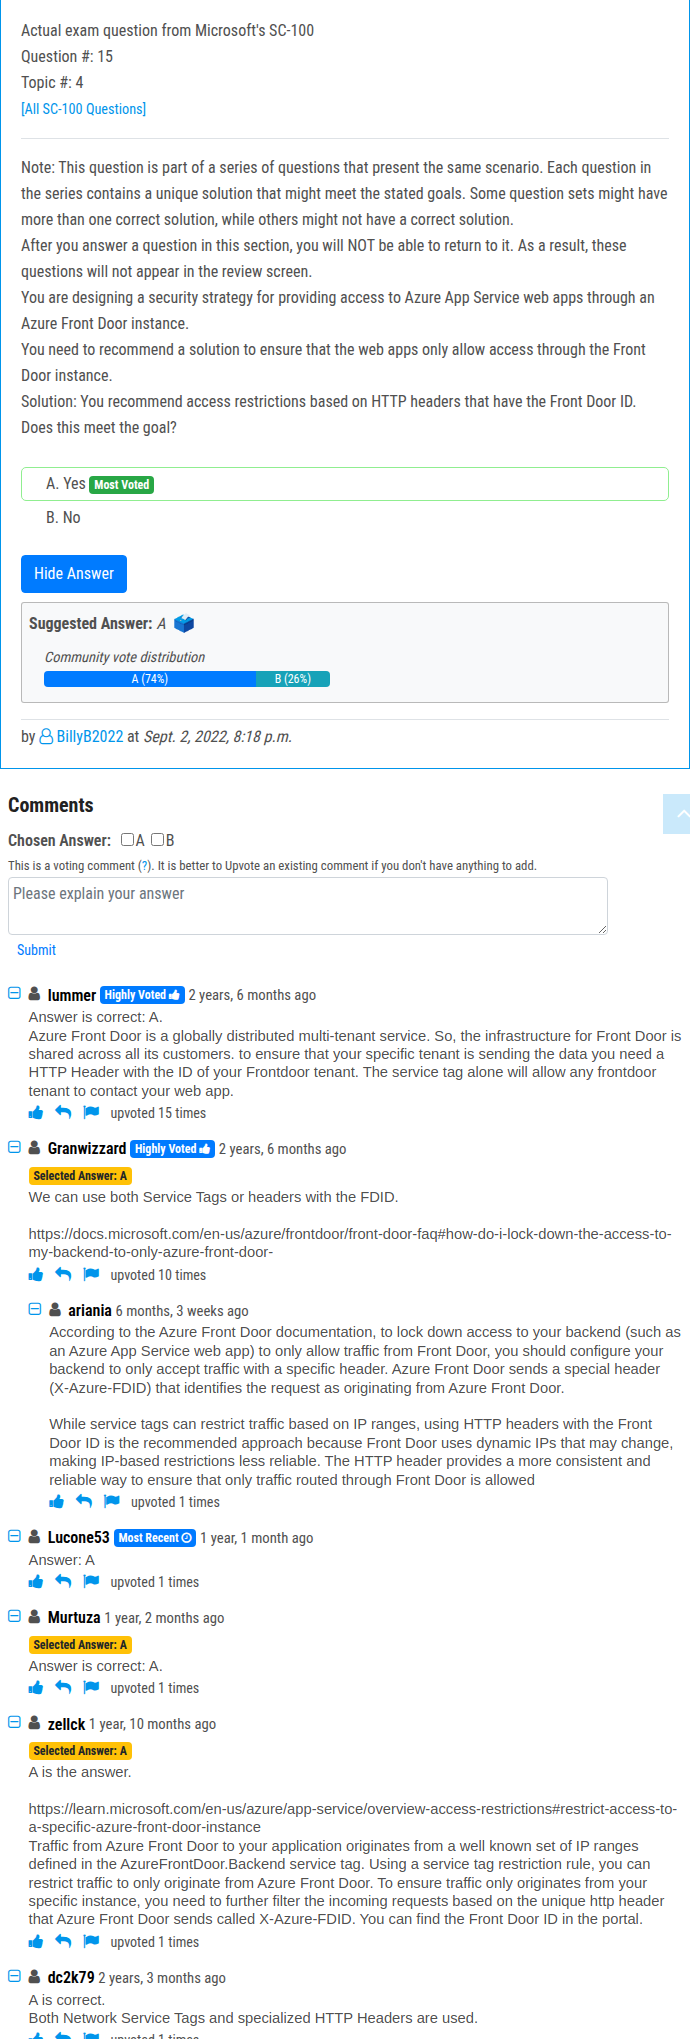 Actual exam question from Microsoft's SC-100
Question #: 15
Topic #: 4
[All SC-100 Questions]
Note: This question is part of a series of questions that present the same scenario. Each question in
the series contains a unique solution that might meet the stated goals. Some question sets might have
more than one correct solution, while others might not have a correct solution.
After you answer a question in this section, you will NOT be able to return to it. As a result, these
questions will not appear in the review screen.
You are designing a security strategy for providing access to Azure App Service web apps through an
Azure Front Door instance.
You need to recommend a solution to ensure that the web apps only allow access through the Front
Door instance.
Solution: You recommend access restrictions based on HTTP headers that have the Front Door ID.
Does this meet the goal?
A. Yes Most Voted
B. No
Hide Answer
Suggested Answer: A
Community vote distribution
A (74%) B (26%)
by BillyB2022 at Sept. 2, 2022, 8:18 p.m.
Comments
Chosen Answer: A B
This is a voting comment (?). It is better to Upvote an existing comment if you don't have anything to add.
Please explain your answer
Submit
lummer Highly Voted 2 years, 6 months ago
Answer is correct: A.
Azure Front Door is a globally distributed multi-tenant service. So, the infrastructure for Front Door is
shared across all its customers. to ensure that your specific tenant is sending the data you need a
HTTP Header with the ID of your Frontdoor tenant. The service tag alone will allow any frontdoor
tenant to contact your web app.
upvoted 15 times
Granwizzard Highly Voted 2 years, 6 months ago
Selected Answer: A
We can use both Service Tags or headers with the FDID.
https://docs.microsoft.com/en-us/azure/frontdoor/front-door-faq#how-do-i-lock-down-the-access-to-
my-backend-to-only-azure-front-door-
upvoted 10 times
ariania 6 months, 3 weeks ago
According to the Azure Front Door documentation, to lock down access to your backend (such as
an Azure App Service web app) to only allow traffic from Front Door, you should configure your
backend to only accept traffic with a specific header. Azure Front Door sends a special header
(X-Azure-FDID) that identifies the request as originating from Azure Front Door.
While service tags can restrict traffic based on IP ranges, using HTTP headers with the Front
Door ID is the recommended approach because Front Door uses dynamic IPs that may change,
making IP-based restrictions less reliable. The HTTP header provides a more consistent and
reliable way to ensure that only traffic routed through Front Door is allowed
upvoted 1 times
Lucone53 Most Recent 1 year, 1 month ago
Answer: A
upvoted 1 times
Murtuza 1 year, 2 months ago
Selected Answer: A
Answer is correct: A.
upvoted 1 times
zellck 1 year, 10 months ago
Selected Answer: A
A is the answer.
https://learn.microsoft.com/en-us/azure/app-service/overview-access-restrictions#restrict-access-to-
a-specific-azure-front-door-instance
Traffic from Azure Front Door to your application originates from a well known set of IP ranges
defined in the AzureFrontDoor.Backend service tag. Using a service tag restriction rule, you can
restrict traffic to only originate from Azure Front Door. To ensure traffic only originates from your
specific instance, you need to further filter the incoming requests based on the unique http header
that Azure Front Door sends called X-Azure-FDID. You can find the Front Door ID in the portal.
upvoted 1 times
dc2k79 2 years, 3 months ago
A is correct.
Both Network Service Tags and specialized HTTP Headers are used.
upvoted 1 times